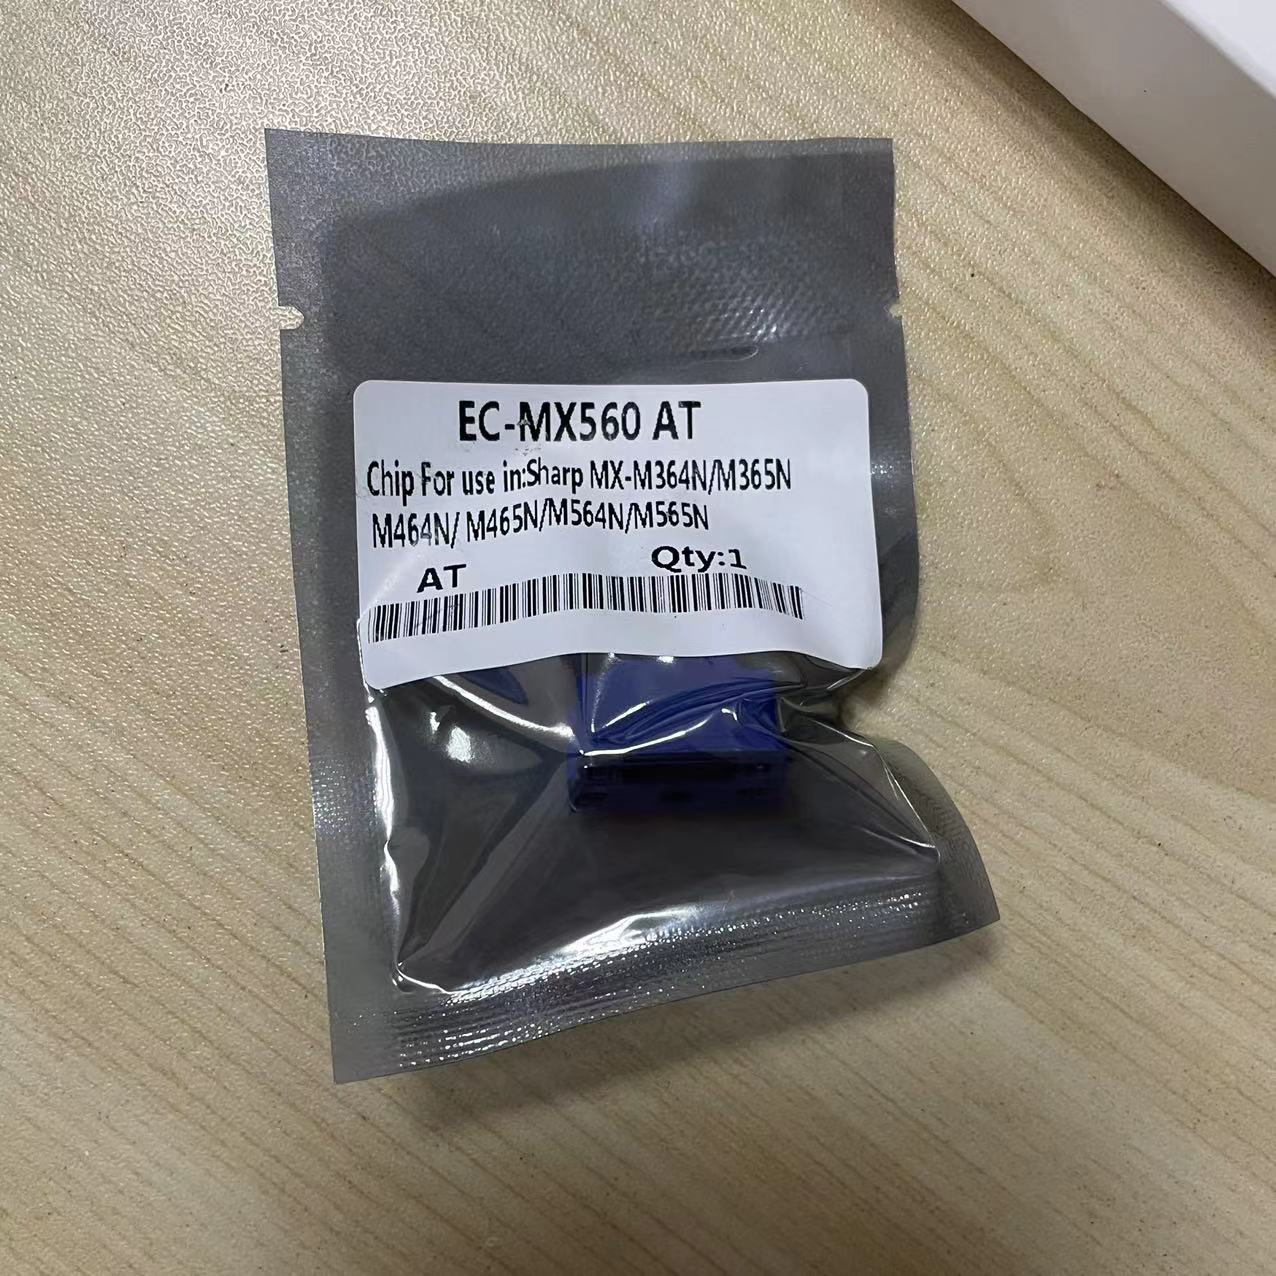 EC-MX560 AT
Chip For use in:Sharp MX-M364N/M365N
M464N/ M465N/M564N/M565N
AT Qty:1